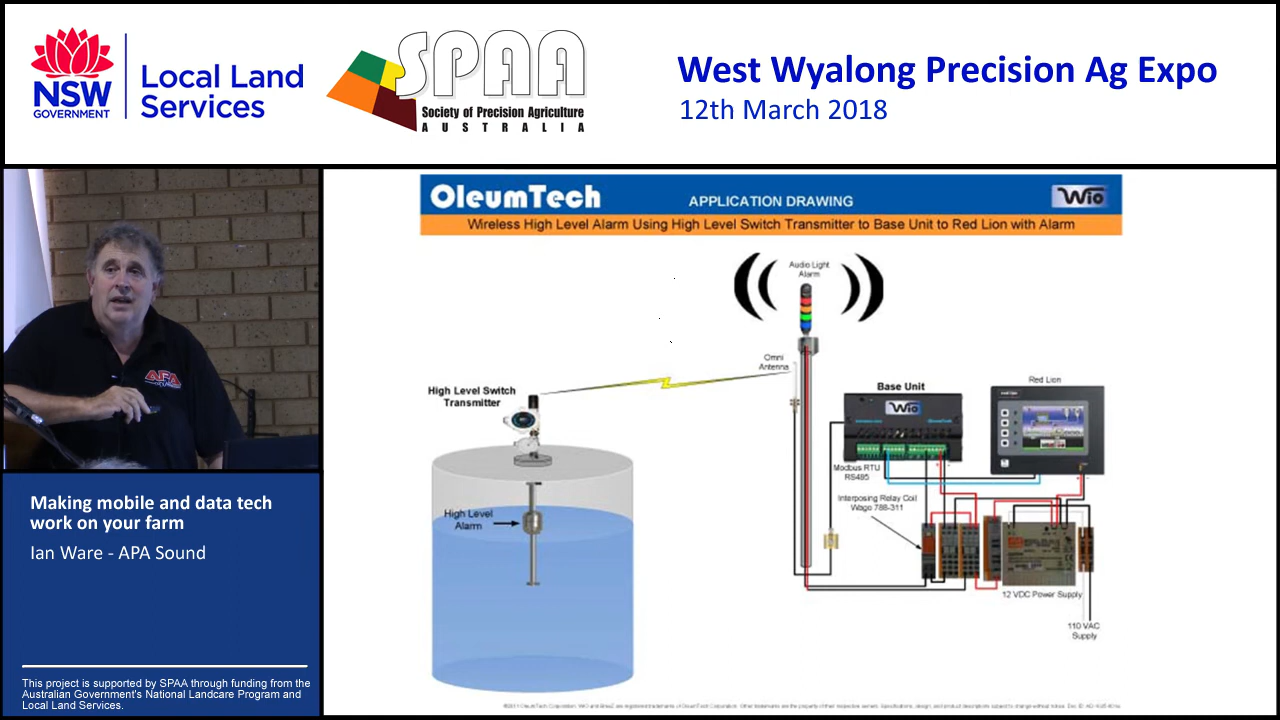 NSW
GOVERNMENT
Local Land
Services
SPAA
Society of Precision Agriculture
AUSTRALIA
West Wyalong Precision Ag Expo
12th March 2018
APA
Making mobile and data tech
work on your farm
Ian Ware - APA Sound
This project is supported by SPAA through funding from the
Australian Government's National Landcare Program and
Local Land Services.
OleumTech
APPLICATION DRAWING
Wio
Wireless High Level Alarm Using High Level Switch Transmitter to Base Unit to Red Lion with Alarm
Audio Light
Alarm
Omni
Antenna
High Level Switch
Transmitter
High Level
Alarm
Base Unit
Wio
Red Lion
Modbus RTU
RS485
Interposing Relay Coil
Wago 788-311
12 VDC Power Supply
110 VAC
Supply